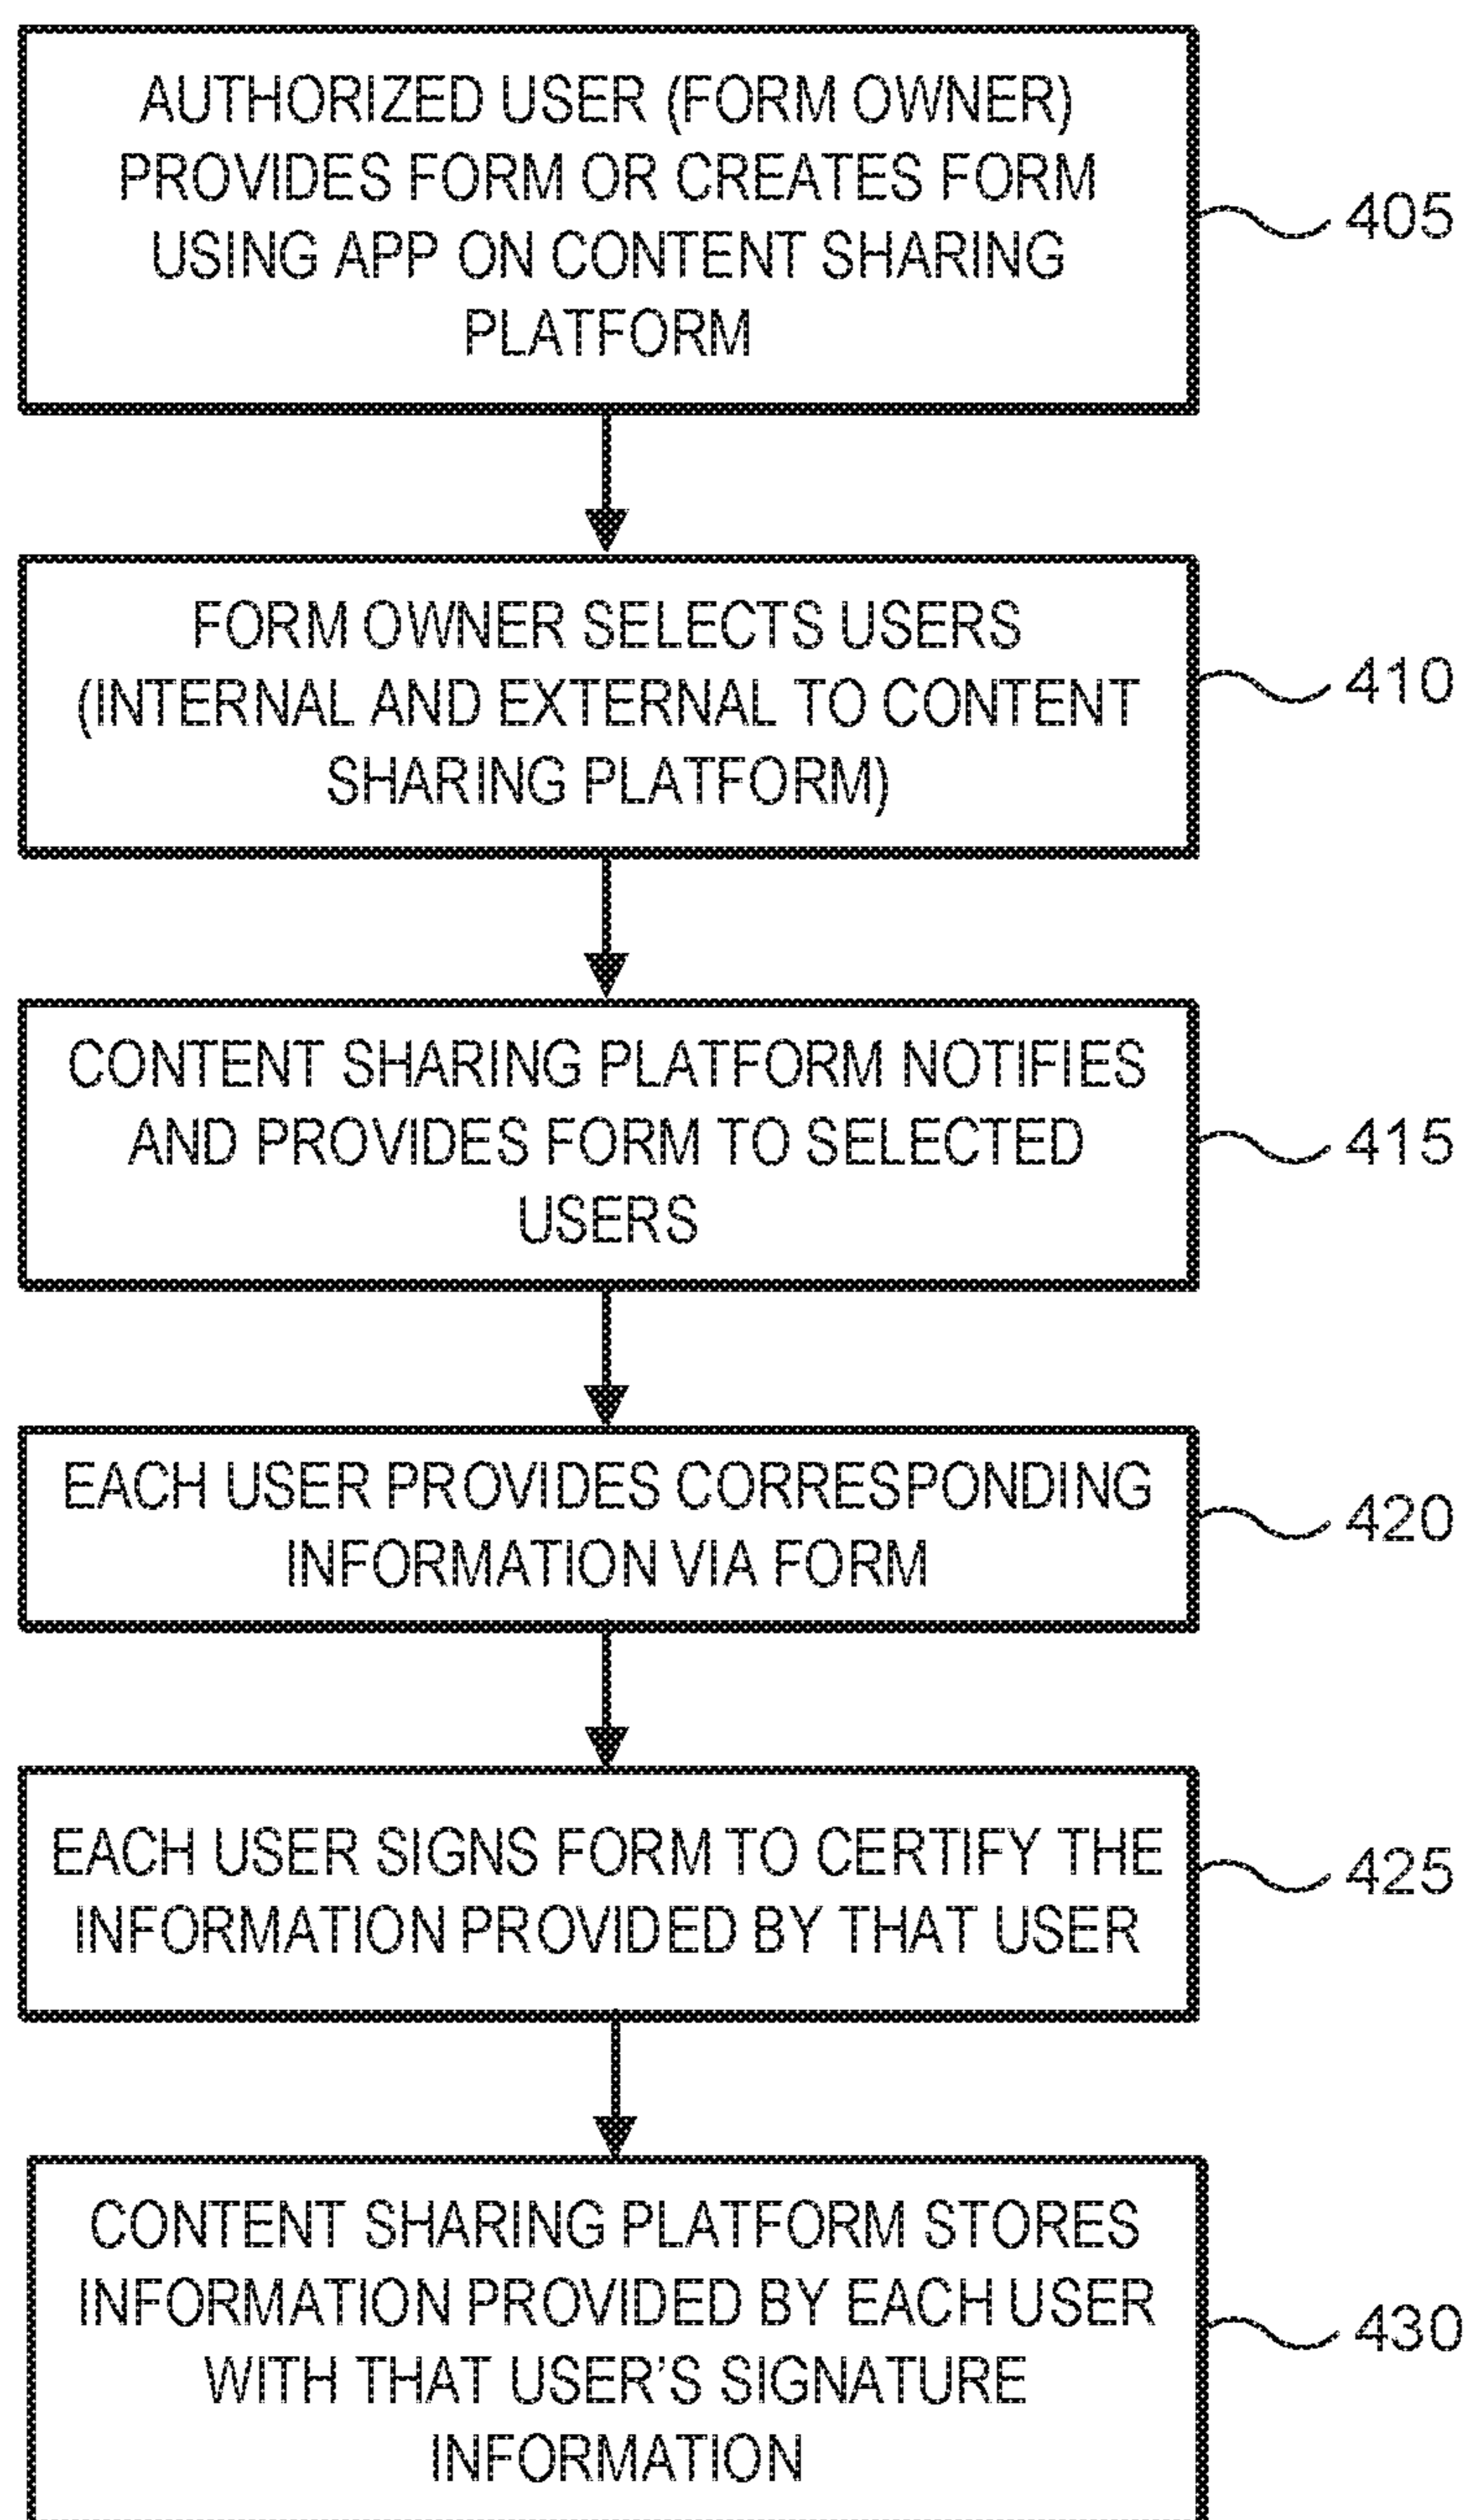 AUTHORIZED USER (FORM OWNER)
PROVIDES FORM OR CREATES FORM
USING APP ON CONTENT SHARING
PLATFORM
405
FORM OWNER SELECTS USERS
(INTERNAL AND EXTERNAL TO CONTENT
SHARING PLATFORM)
410
CONTENT SHARING PLATFORM NOTIFIES
AND PROVIDES FORM TO SELECTED
USERS
415
EACH USER PROVIDES CORRESPONDING
INFORMATION VIA FORM
420
EACH USER SIGNS FORM TO CERTIFY THE
INFORMATION PROVIDED BY THAT USER
425
CONTENT SHARING PLATFORM STORES
INFORMATION PROVIDED BY EACH USER
WITH THAT USER'S SIGNATURE
INFORMATION
430